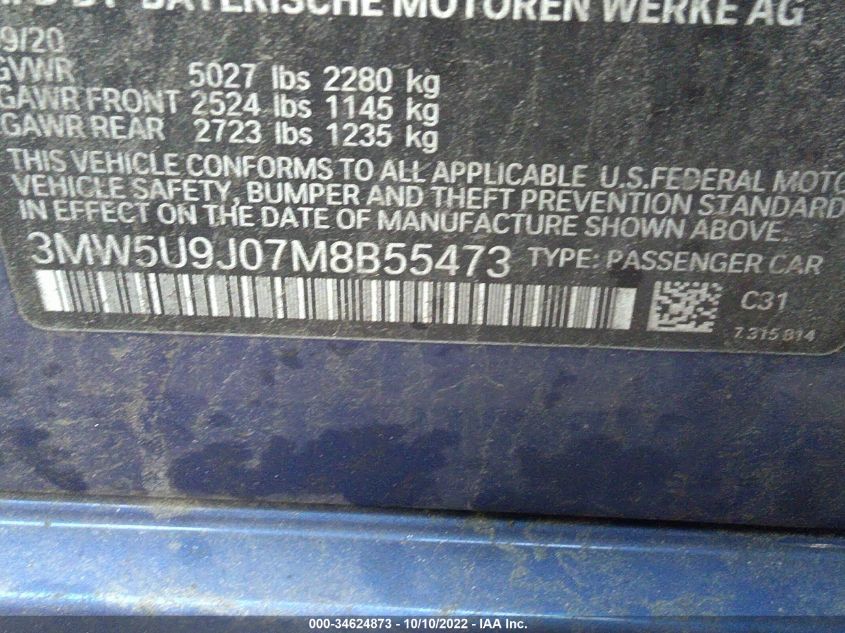 BAYERISCHE MOTOREN WERKE AG
9/20
GVWR 5027 lbs 2280 kg
GAWR FRONT 2524 lbs 1145 kg
GAWR REAR 2723 lbs 1235 kg
THIS VEHICLE CONFORMS TO ALL APPLICABLE U.S.FEDERAL MOTO
VEHICLE SAFETY, BUMPER AND THEFT PREVENTION STANDARD
IN EFFECT ON THE DATE OF MANUFACTURE SHOWN ABOVE.
3MW5U9J07M8B55473 TYPE: PASSENGER CAR
C31
7 315 814
000-34624873 - 10/10/2022 - IAA Inc.